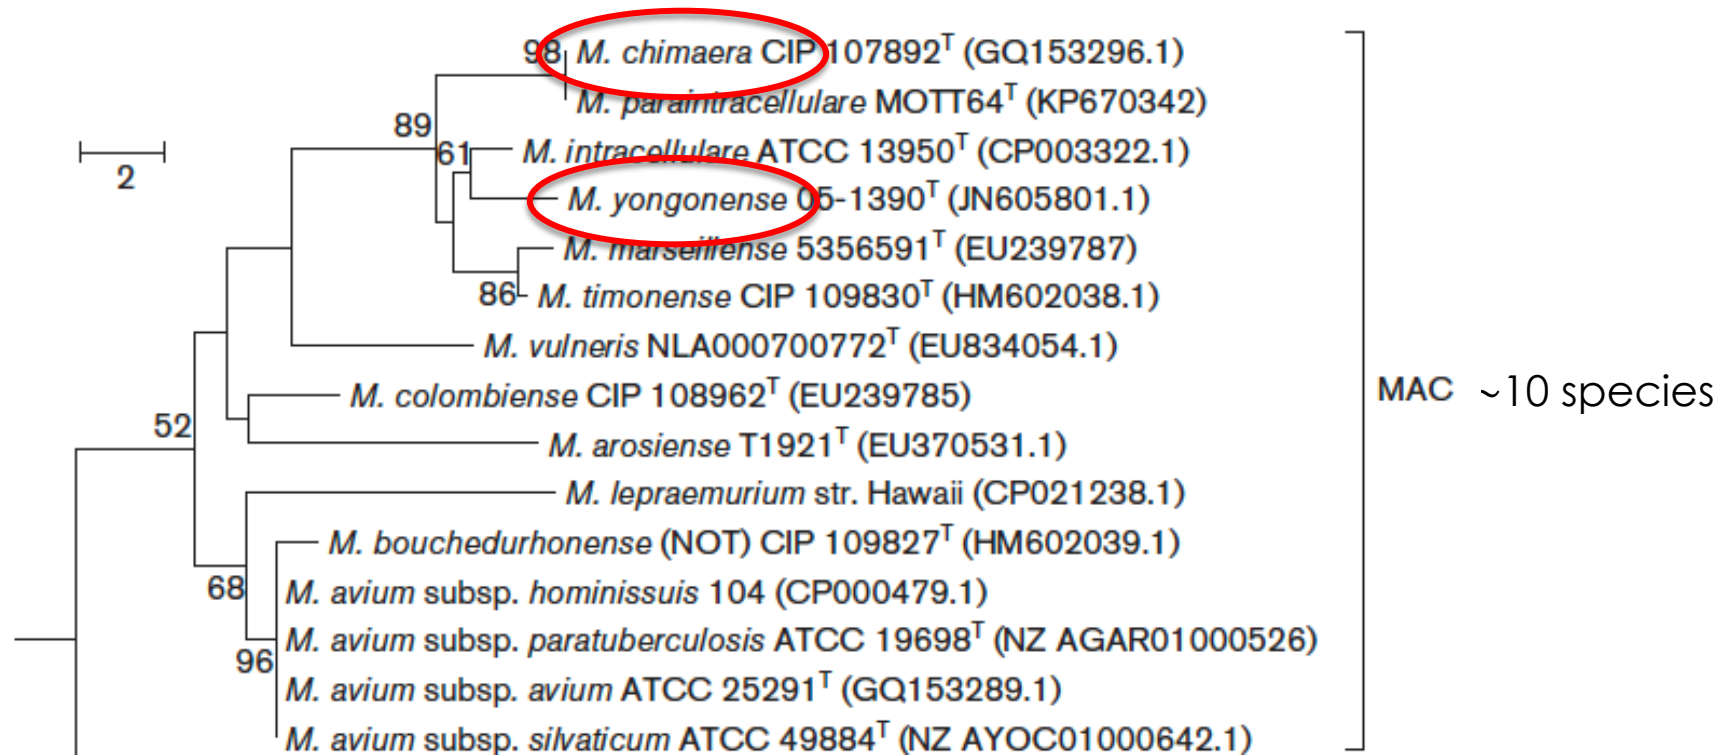 98 M. chimaera CIP 107892T (GQ153296.1)
M. paraintracellulare MOTT64T (KP670342)
89
61 M. intracellulare ATCC 13950T (CP003322.1)
2
M. yongonense 05-1390T (JN605801.1)
M. marseillense 5356591T (EU239787)
86 M. timonense CIP 109830T (HM602038.1)
M. vulneris NLA000700772T (EU834054.1)
M. colombiense CIP 108962T (EU239785)
MAC ~10 species
52
M. arosiense T1921T (EU370531.1)
M. lepraemurium str. Hawaii (CP021238.1)
M. bouchedurhonense (NOT) CIP 109827T (HM602039.1)
68 M. avium subsp. hominissuis 104 (CP000479.1)
M. avium subsp. paratuberculosis ATCC 19698T (NZ AGAR01000526)
96
M. avium subsp. avium ATCC 25291T (GQ153289.1)
M. avium subsp. silvaticum ATCC 49884T (NZ AYOC01000642.1)